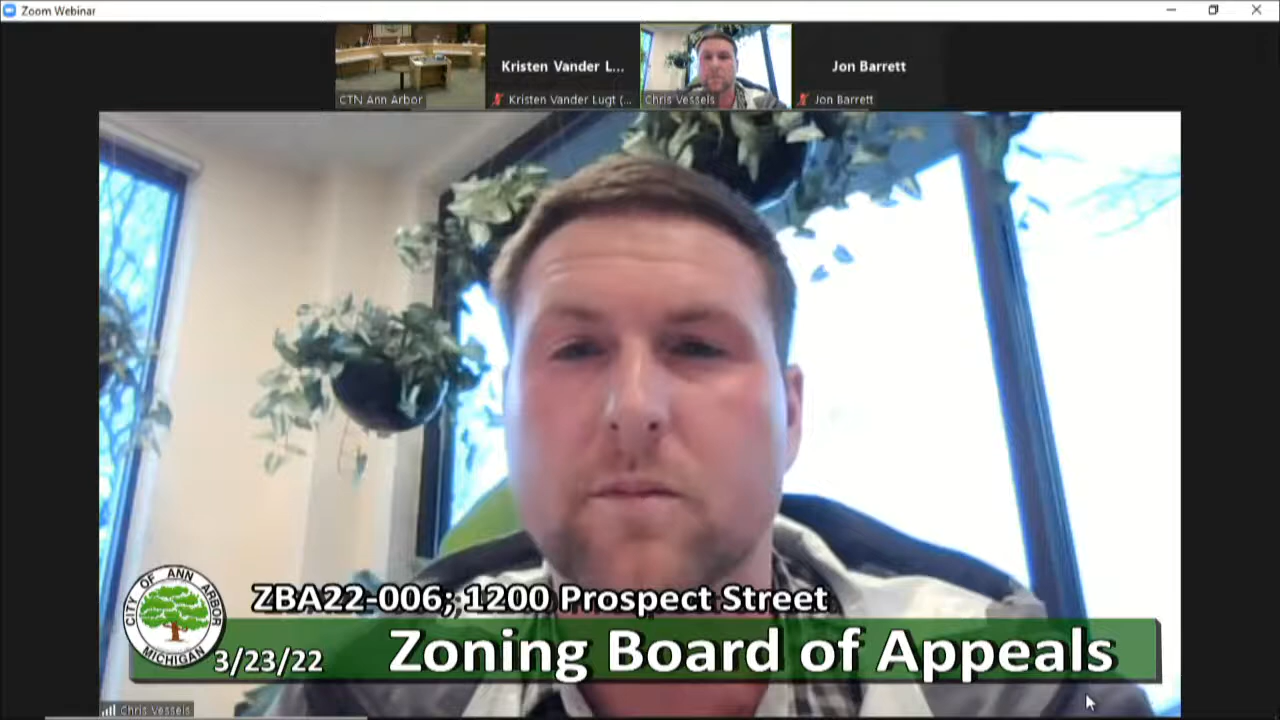 Zoom Webinar
Kristen Vander L...
Jon Barrett
CTN Ann Arbor
Kristen Vander Lugt (...
Chris Vessels
Jon Barrett
ZBA22-006; 1200 Prospect Street
CITY OF ANN ARBOR
MICHIGAN
3/23/22
Zoning Board of Appeals
Chris Vessels